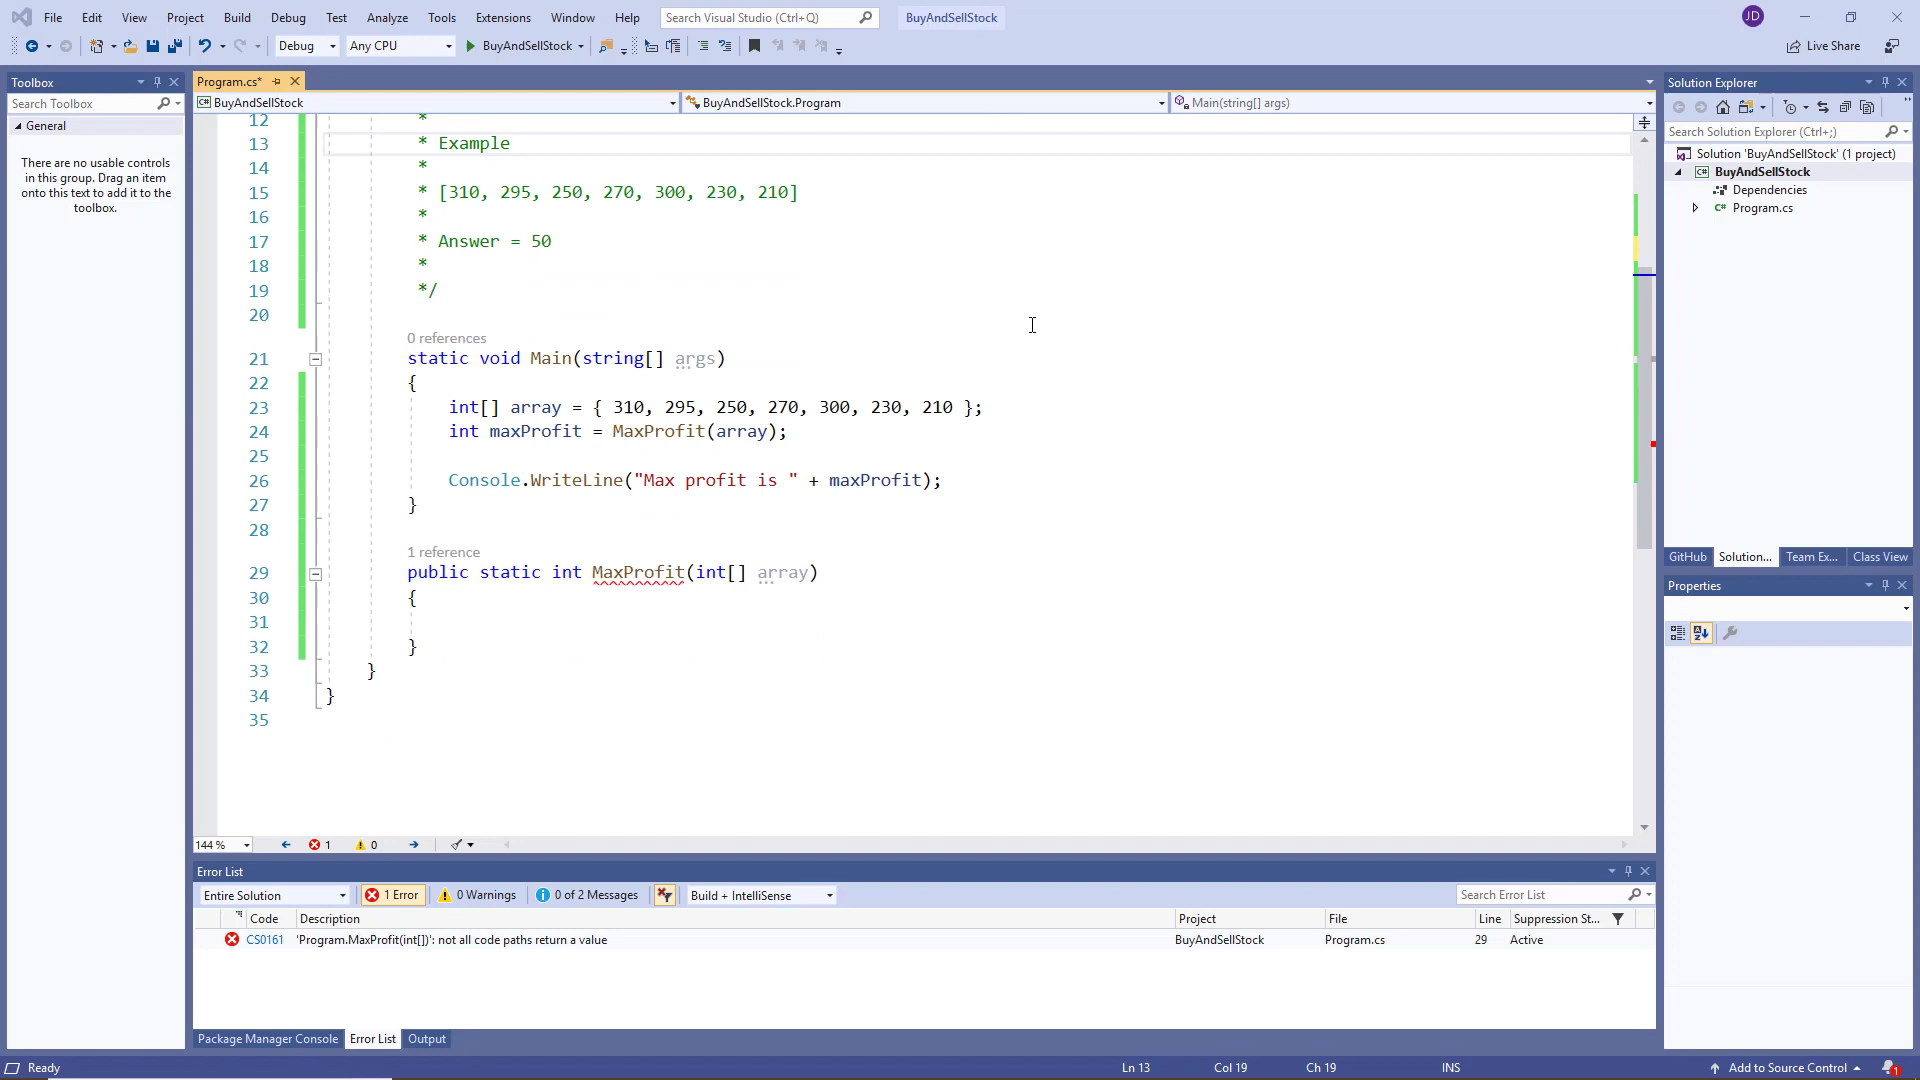 File Edit View Project Build Debug Test Analyze Tools Extensions Window Help Search Visual Studio (Ctrl+Q) BuyAndSellStock JD
Debug Any CPU BuyAndSellStock Live Share
Toolbox
Search Toolbox
General
There are no usable controls
in this group. Drag an item
onto this text to add it to the
toolbox.
Program.cs*
BuyAndSellStock BuyAndSellStock.Program Main(string[] args)
12 *
13 * Example
14 *
15 * [310, 295, 250, 270, 300, 230, 210]
16 *
17 * Answer = 50
18 *
19 */
20
0 references
21 static void Main(string[] args)
22 {
23 int[] array = { 310, 295, 250, 270, 300, 230, 210 };
24 int maxProfit = MaxProfit(array);
25
26 Console.WriteLine("Max profit is " + maxProfit);
27 }
28
1 reference
29 public static int MaxProfit(int[] array)
30 {
31
32 }
33 }
34 }
35
144 % 1 0
Solution Explorer
Search Solution Explorer (Ctrl+;)
Solution 'BuyAndSellStock' (1 project)
BuyAndSellStock
Dependencies
C# Program.cs
GitHub Solution... Team Ex... Class View
Properties
Error List
Entire Solution 1 Error 0 Warnings 0 of 2 Messages Build + IntelliSense Search Error List
Code Description Project File Line Suppression St...
CS0161 'Program.MaxProfit(int[])': not all code paths return a value BuyAndSellStock Program.cs 29 Active
Package Manager Console Error List Output
Ready Ln 13 Col 19 Ch 19 INS Add to Source Control 1